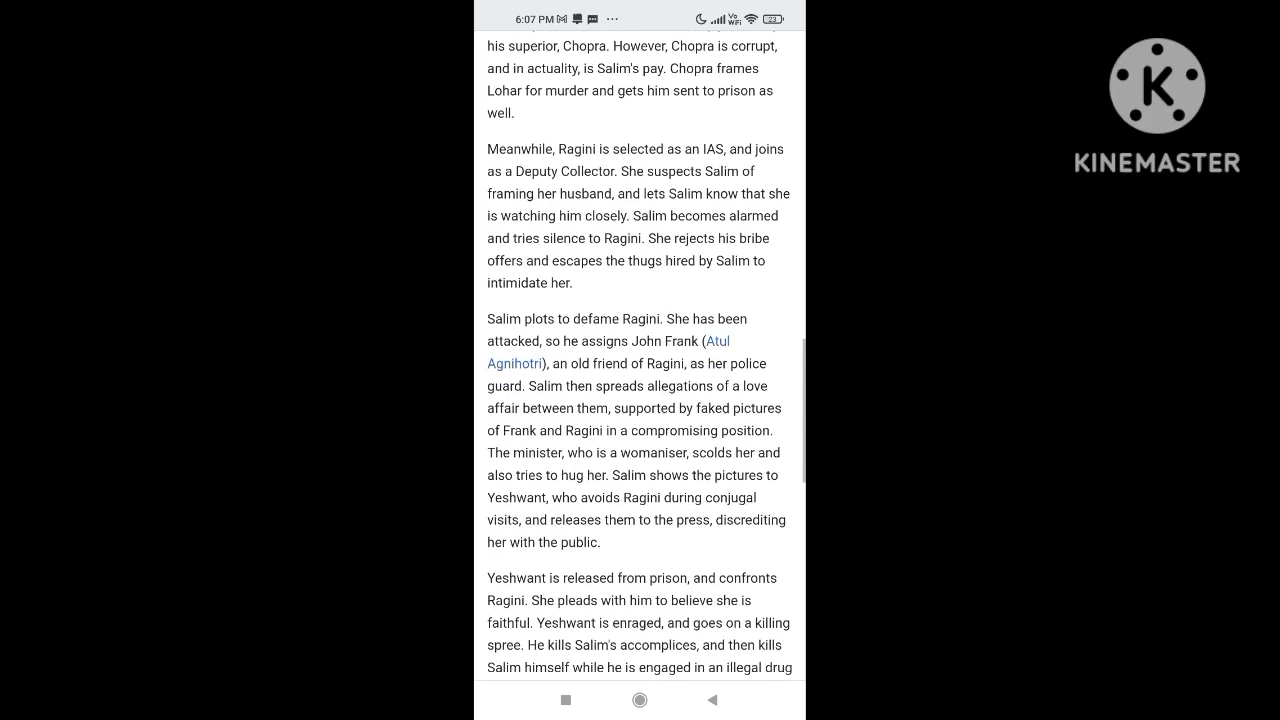 6:07 PM
Vo
WiFi
23
his superior, Chopra. However, Chopra is corrupt,
and in actuality, is Salim's pay. Chopra frames
Lohar for murder and gets him sent to prison as
well.
Meanwhile, Ragini is selected as an IAS, and joins
as a Deputy Collector. She suspects Salim of
framing her husband, and lets Salim know that she
is watching him closely. Salim becomes alarmed
and tries silence to Ragini. She rejects his bribe
offers and escapes the thugs hired by Salim to
intimidate her.
Salim plots to defame Ragini. She has been
attacked, so he assigns John Frank (Atul
Agnihotri), an old friend of Ragini, as her police
guard. Salim then spreads allegations of a love
affair between them, supported by faked pictures
of Frank and Ragini in a compromising position.
The minister, who is a womaniser, scolds her and
also tries to hug her. Salim shows the pictures to
Yeshwant, who avoids Ragini during conjugal
visits, and releases them to the press, discrediting
her with the public.
Yeshwant is released from prison, and confronts
Ragini. She pleads with him to believe she is
faithful. Yeshwant is enraged, and goes on a killing
spree. He kills Salim's accomplices, and then kills
Salim himself while he is engaged in an illegal drug
K
KINEMASTER